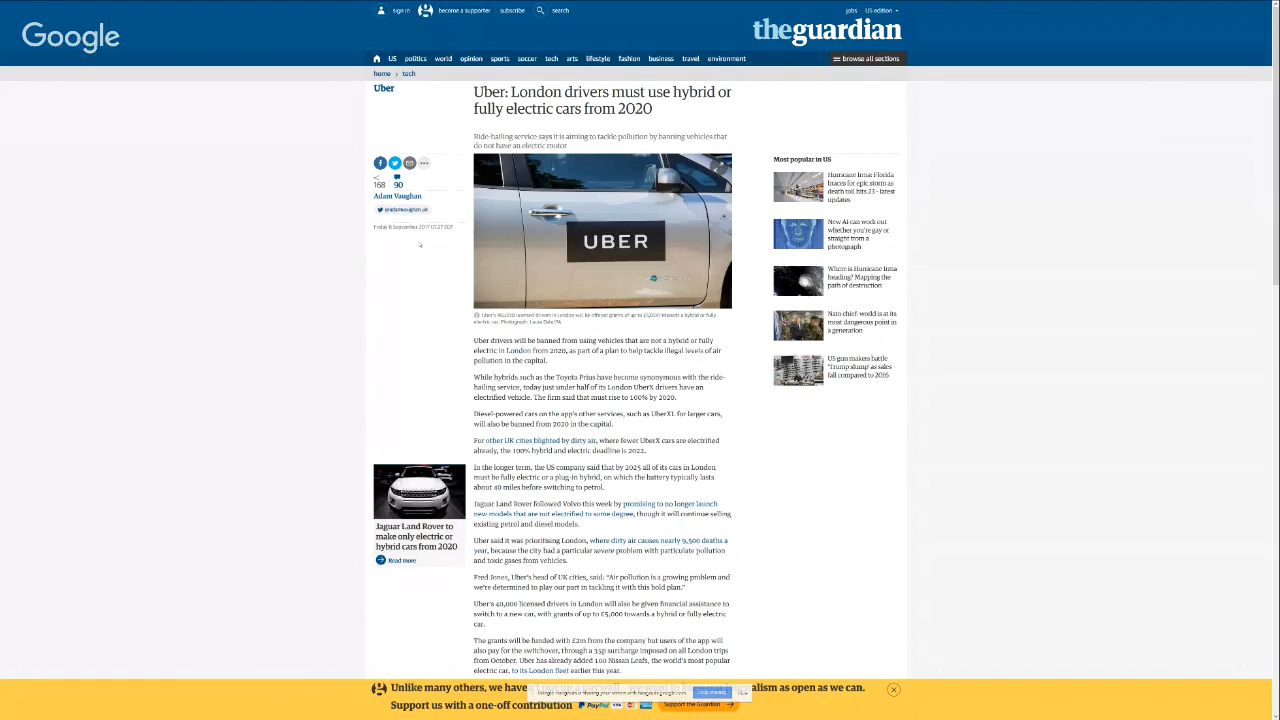 Google
sign in
become a supporter
subscribe
search
jobs
US edition
theguardian
US politics world opinion sports soccer tech arts lifestyle fashion business travel environment
browse all sections
home › tech
Uber
Uber: London drivers must use hybrid or
fully electric cars from 2020
Ride-hailing service says it is aiming to tackle pollution by banning vehicles that
do not have an electric motor
168 90
Adam Vaughan
@adamvaughan_uk
UBER
Uber's 40,000 licensed drivers in London will be offered grants of up to £5,000 towards a hybrid or fully
electric car. Photograph: Laura Dale/PA
Uber drivers will be banned from using vehicles that are not a hybrid or fully
electric in London from 2020, as part of a plan to help tackle illegal levels of air
pollution in the capital.
While hybrids such as the Toyota Prius have become synonymous with the ride-
hailing service, today just under half of its London UberX drivers have an
electrified vehicle. The firm said that must rise to 100% by 2020.
Diesel-powered cars on the app's other services, such as UberXL for larger cars,
will also be banned from 2020 in the capital.
For other UK cities blighted by dirty air, where fewer UberX cars are electrified
already, the 100% hybrid and electric deadline is 2022.
In the longer term, the US company said that by 2025 all of its cars in London
must be fully electric or a plug-in hybrid, on which the battery typically lasts
about 40 miles before switching to petrol.
Jaguar Land Rover followed Volvo this week by promising to no longer launch
new models that are not electrified to some degree, though it will continue selling
existing petrol and diesel models.
Uber said it was prioritising London, where dirty air causes nearly 9,500 deaths a
year, because the city had a particular severe problem with particulate pollution
and toxic gases from vehicles.
Fred Jones, Uber's head of UK cities, said: “Air pollution is a growing problem and
we're determined to play our part in tackling it with this bold plan.”
Uber's 40,000 licensed drivers in London will also be given financial assistance to
switch to a new car, with grants of up to £5,000 towards a hybrid or fully electric
car.
The grants will be funded with £2m from the company but users of the app will
also pay for the switchover, through a 35p surcharge imposed on all London trips
from October. Uber has already added 100 Nissan Leafs, the world's most popular
electric car, to its London fleet earlier this year.
Jaguar Land Rover to
make only electric or
hybrid cars from 2020
Read more
Most popular in US
Hurricane Irma: Florida
braces for epic storm as
death toll hits 23 – latest
updates
New AI can work out
whether you're gay or
straight from a
photograph
Where is Hurricane Irma
heading? Mapping the
path of destruction
Nato chief: world is at its
most dangerous point in
a generation
US gun makers battle
'Trump slump' as sales
fall compared to 2016
Unlike many others, we have alism as open as we can.
Google Hangouts is sharing your screen with hangouts.google.com.
Stop sharing
Support us with a one-off contribution
PayPal
VISA
Support the Guardian